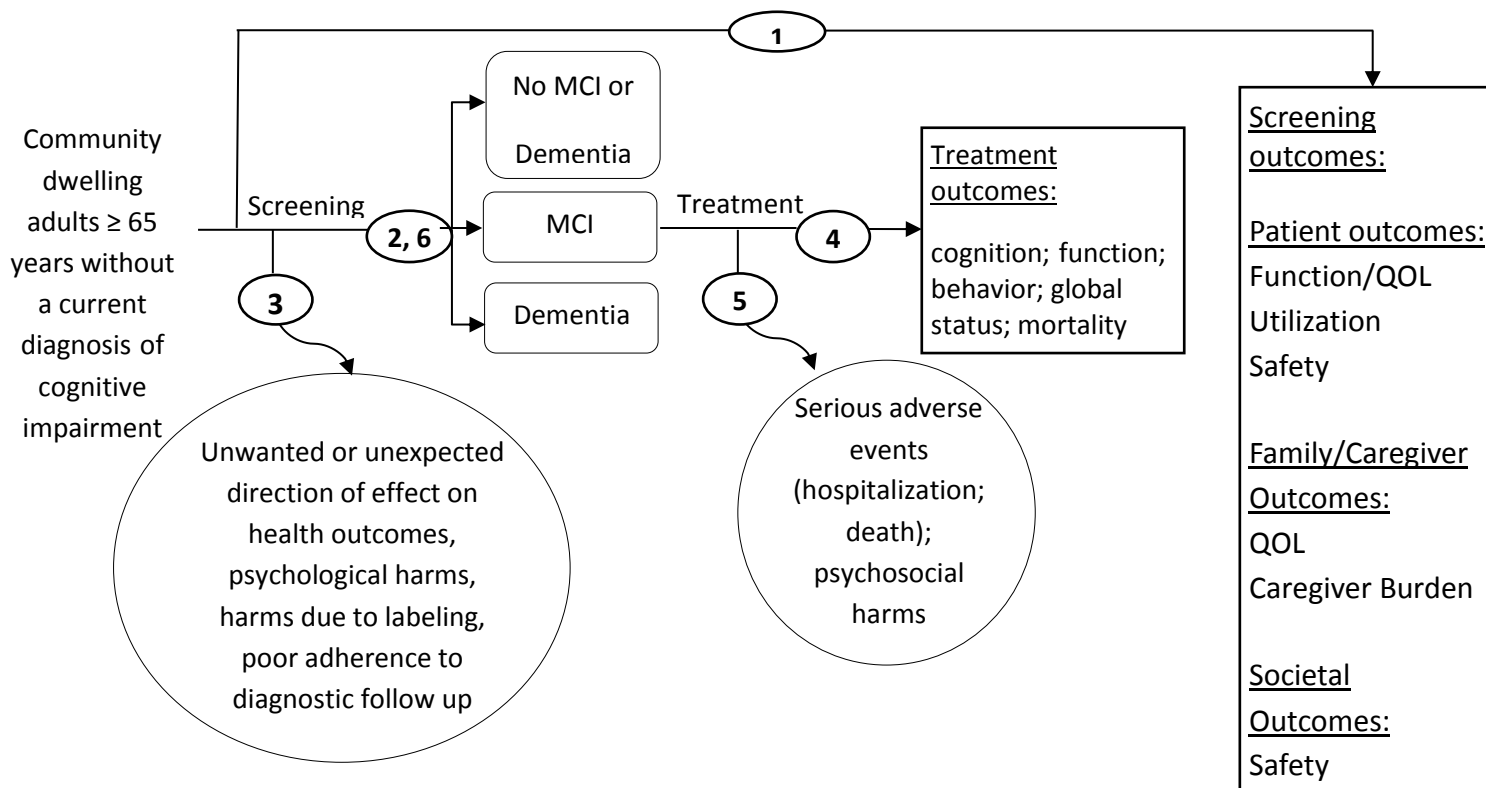 1
Community
dwelling
adults ≥ 65
years without
a current
diagnosis of
cognitive
impairment
Screening
2, 6
3
No MCI or
Dementia
MCI
Dementia
Treatment
4
5
Treatment
outcomes:
cognition; function;
behavior; global
status; mortality
Unwanted or unexpected
direction of effect on
health outcomes,
psychological harms,
harms due to labeling,
poor adherence to
diagnostic follow up
Serious adverse
events
(hospitalization;
death);
psychosocial
harms
Screening
outcomes:
Patient outcomes:
Function/QOL
Utilization
Safety
Family/Caregiver
Outcomes:
QOL
Caregiver Burden
Societal
Outcomes:
Safety